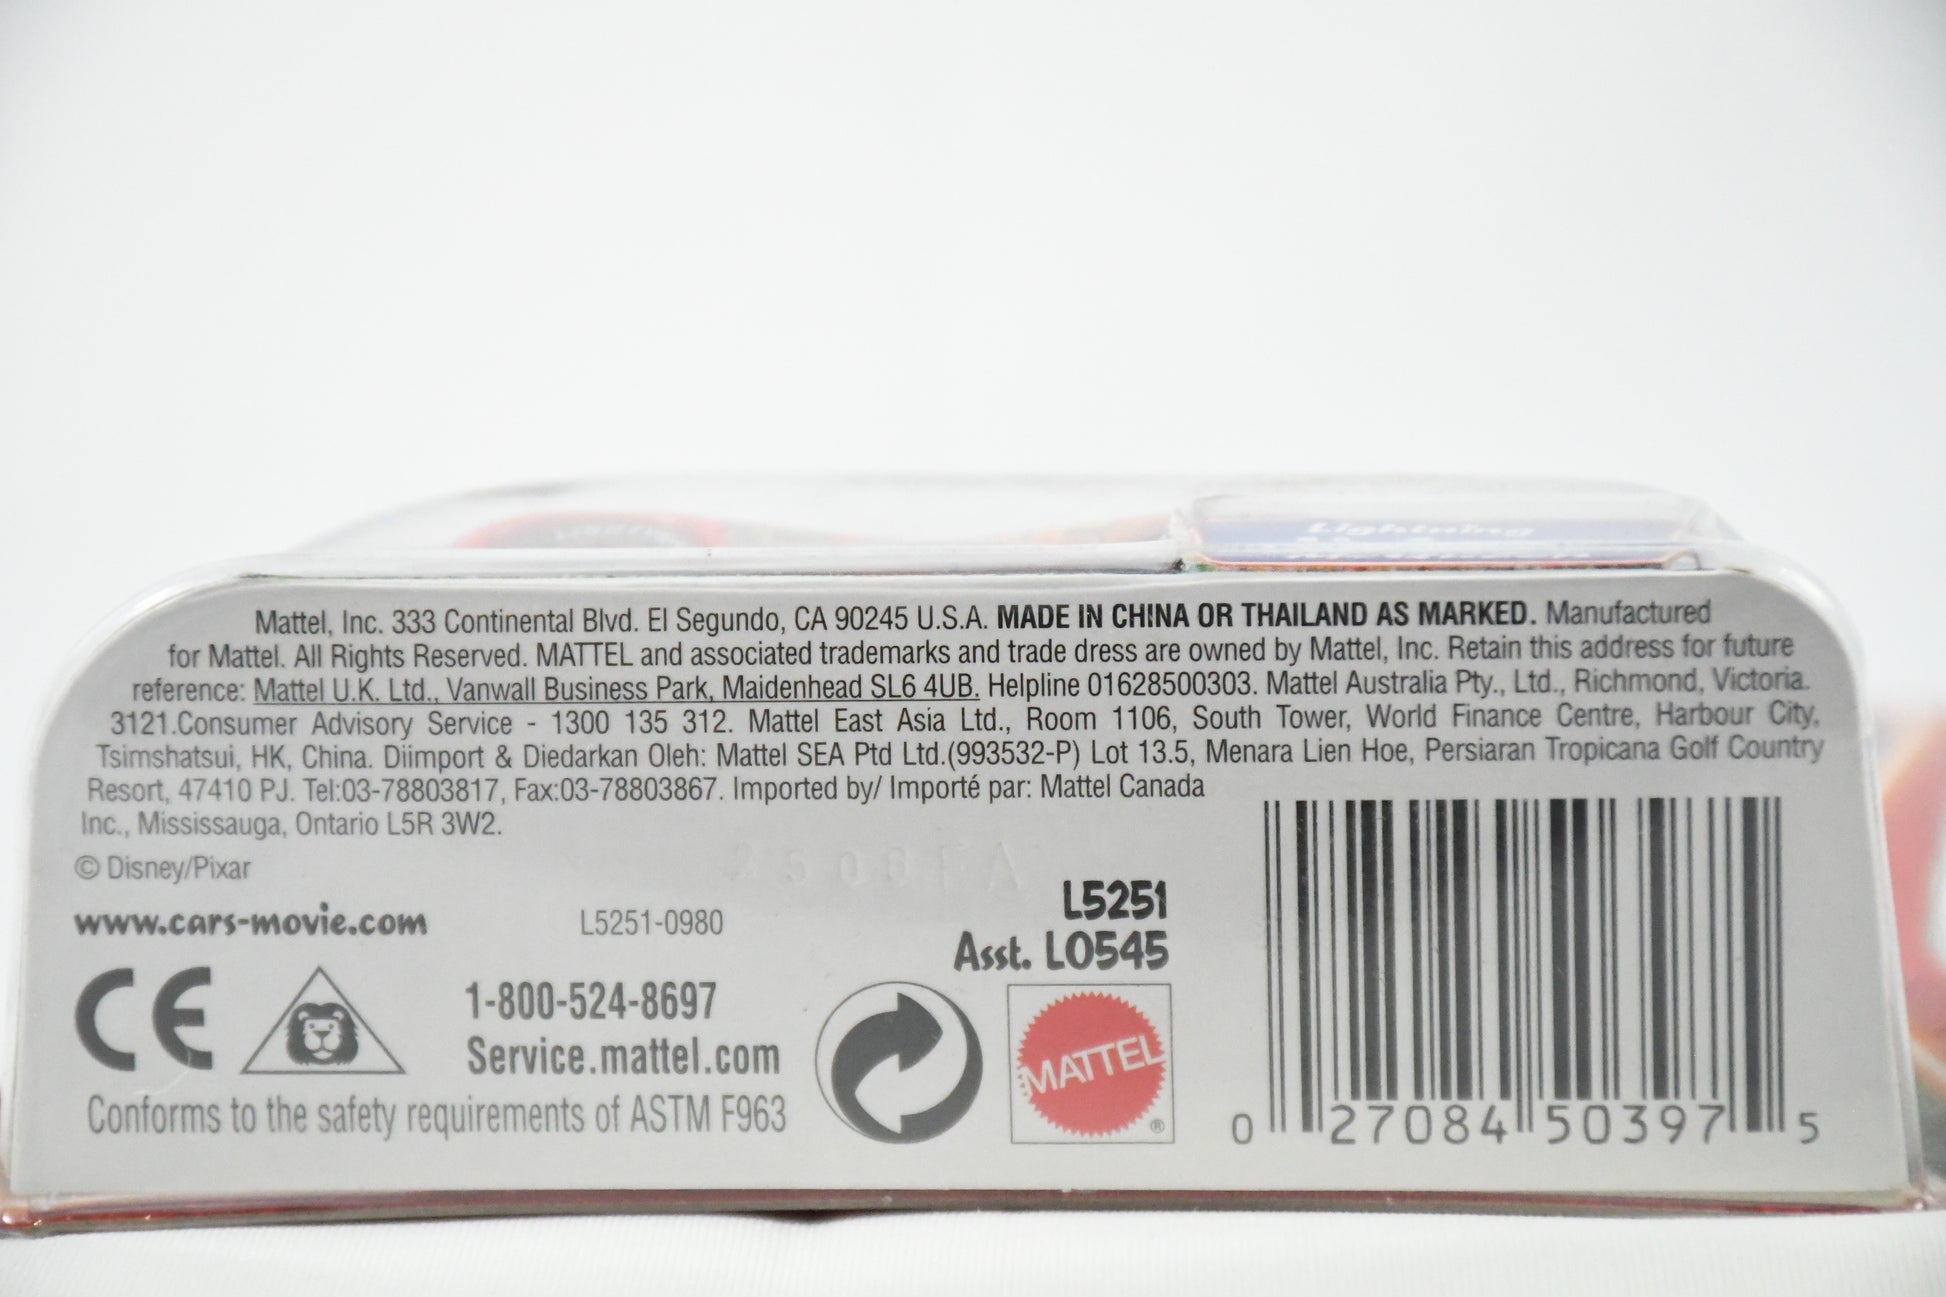 Lightning
Mattel, Inc. 333 Continental Blvd. El Segundo, CA 90245 U.S.A. MADE IN CHINA OR THAILAND AS MARKED. Manufactured
for Mattel. All Rights Reserved. MATTEL and associated trademarks and trade dress are owned by Mattel, Inc. Retain this address for future
reference: Mattel U.K. Ltd., Vanwall Business Park, Maidenhead SL6 4UB. Helpline 01628500303. Mattel Australia Pty., Ltd., Richmond, Victoria.
3121.Consumer Advisory Service - 1300 135 312. Mattel East Asia Ltd., Room 1106, South Tower, World Finance Centre, Harbour City,
Tsimshatsui, HK, China. Diimport & Diedarkan Oleh: Mattel SEA Ptd Ltd.(993532-P) Lot 13.5, Menara Lien Hoe, Persiaran Tropicana Golf Country
Resort, 47410 PJ. Tel:03-78803817, Fax:03-78803867. Imported by/ Importé par: Mattel Canada
Inc., Mississauga, Ontario L5R 3W2.
© Disney/Pixar
www.cars-movie.com
L5251-0980
L5251
Asst. L0545
CE
1-800-524-8697
Service.mattel.com
Conforms to the safety requirements of ASTM F963
MATTEL
®
0 27084 50397 5